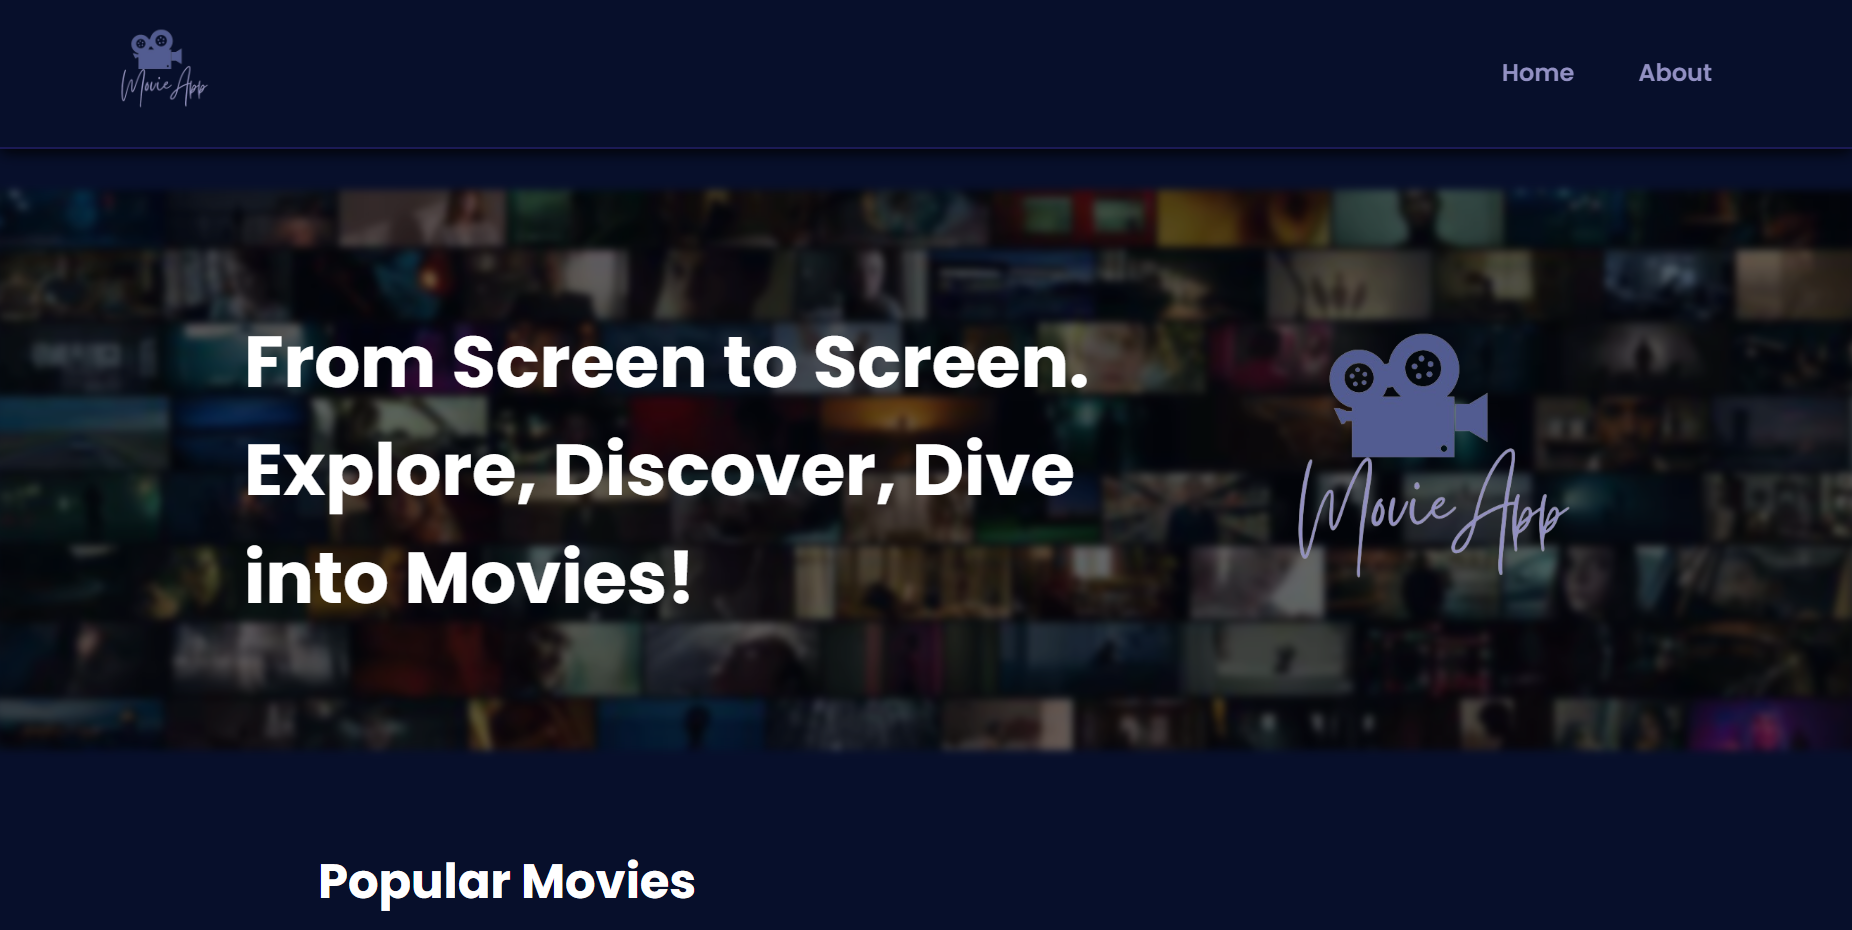 Movie App
Home
About
From Screen to Screen.
Explore, Discover, Dive
into Movies!
Movie App
Popular Movies